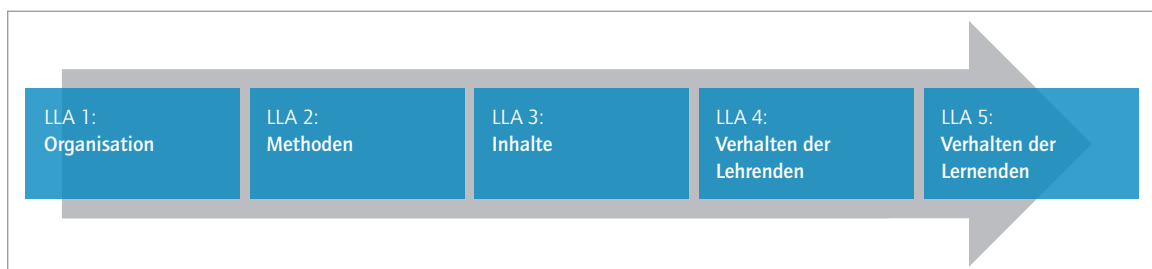 LLA 1:
Organisation
LLA 2:
Methoden
LLA 3:
Inhalte
LLA 4:
Verhalten der
Lehrenden
LLA 5:
Verhalten der
Lernenden